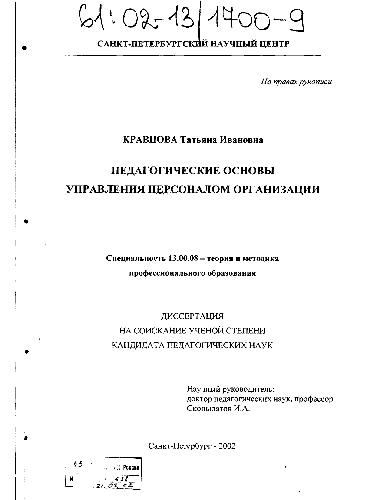 61:02-13/1700-9
САНКТ-ПЕТЕРБУРГСКИЙ НАУЧНЫЙ ЦЕНТР
На правах рукописи
КРАВЦОВА Татьяна Ивановна
ПЕДАГОГИЧЕСКИЕ ОСНОВЫ
УПРАВЛЕНИЯ ПЕРСОНАЛОМ ОРГАНИЗАЦИИ
Специальность 13.00.08 – теория и методика
профессионального образования
ДИССЕРТАЦИЯ
НА СОИСКАНИЕ УЧЕНОЙ СТЕПЕНИ
КАНДИДАТА ПЕДАГОГИЧЕСКИХ НАУК
Научный руководитель:
доктор педагогических наук, профессор
И.А.
Санкт-Петербург - 2002